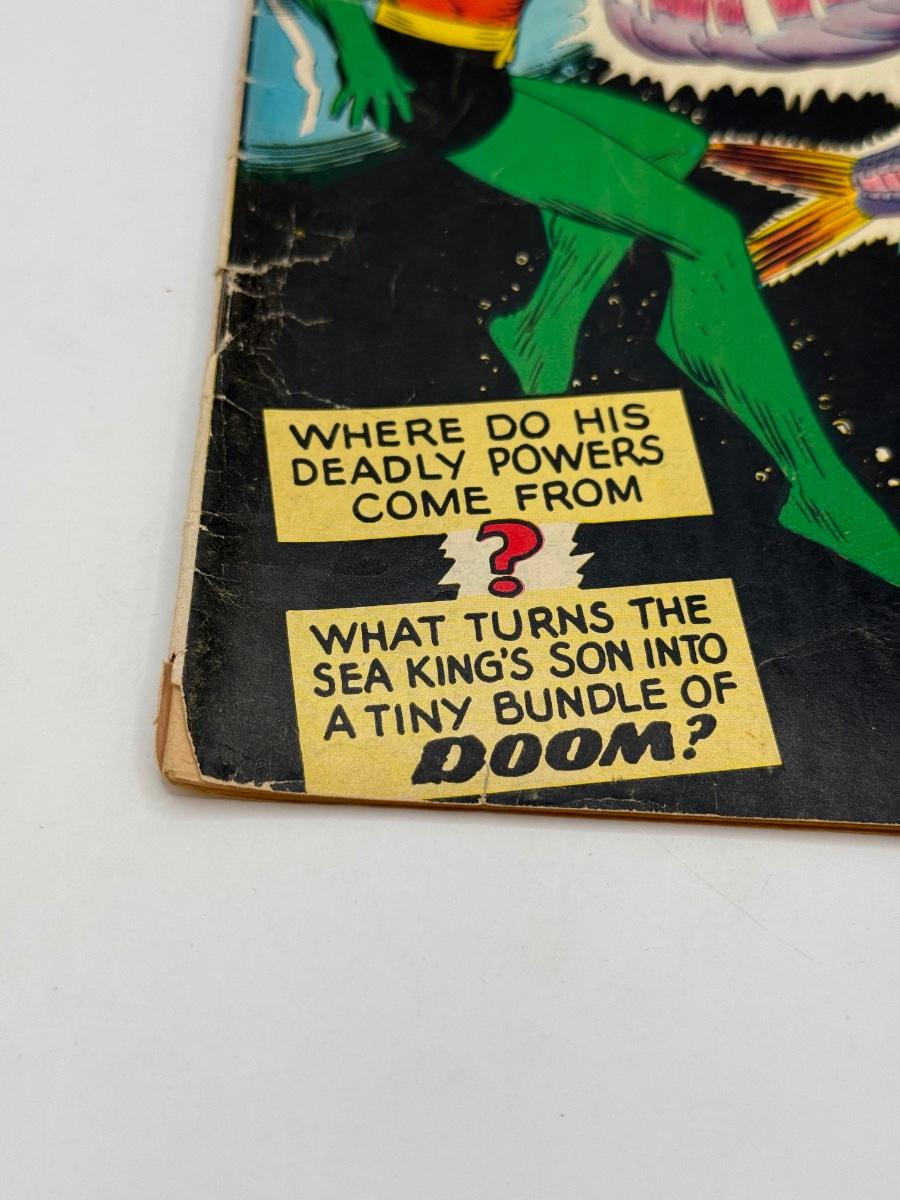 WHERE DO HIS
DEADLY POWERS
COME FROM
?
WHAT TURNS THE
SEA KING'S SON INTO
A TINY BUNDLE OF
DOOM?